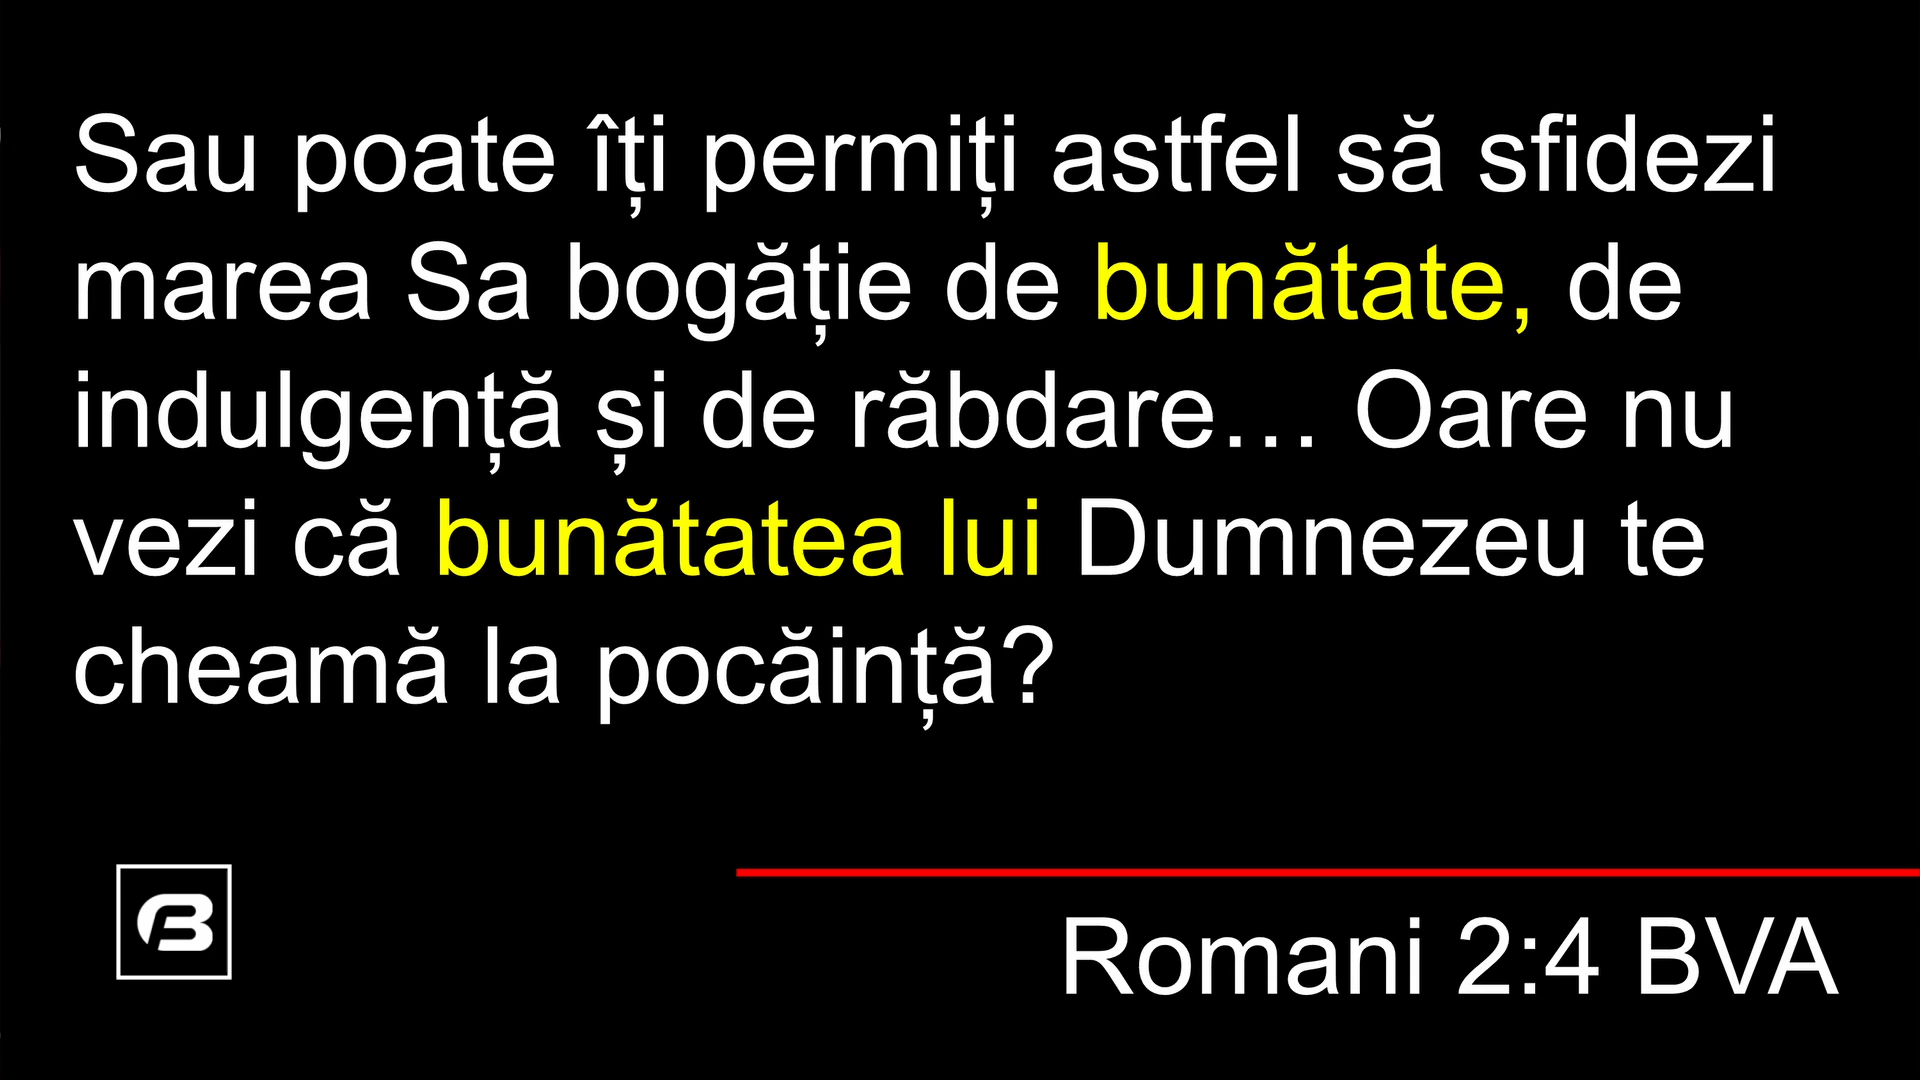 Sau poate îți permiți astfel să sfidezi
marea Sa bogăție de bunătate, de
indulgență și de răbdare… Oare nu
vezi că bunătatea lui Dumnezeu te
cheamă la pocăință?
B
Romani 2:4 BVA